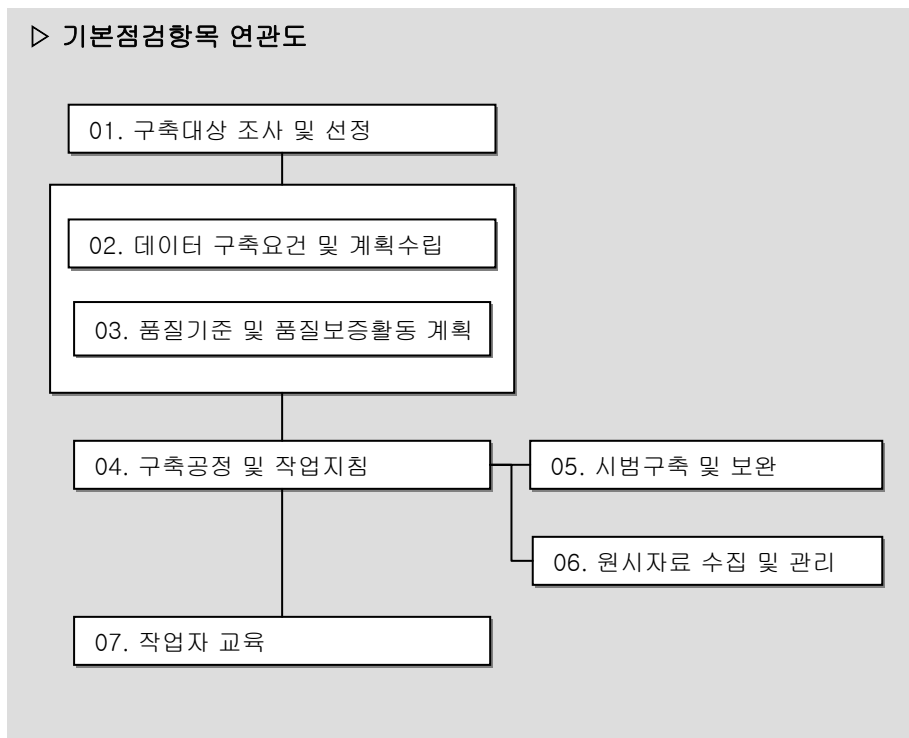 ▷ 기본점검항목 연관도
01. 구축대상 조사 및 선정
02. 데이터 구축요건 및 계획수립
03. 품질기준 및 품질보증활동 계획
04. 구축공정 및 작업지침
05. 시범구축 및 보완
06. 원시자료 수집 및 관리
07. 작업자 교육